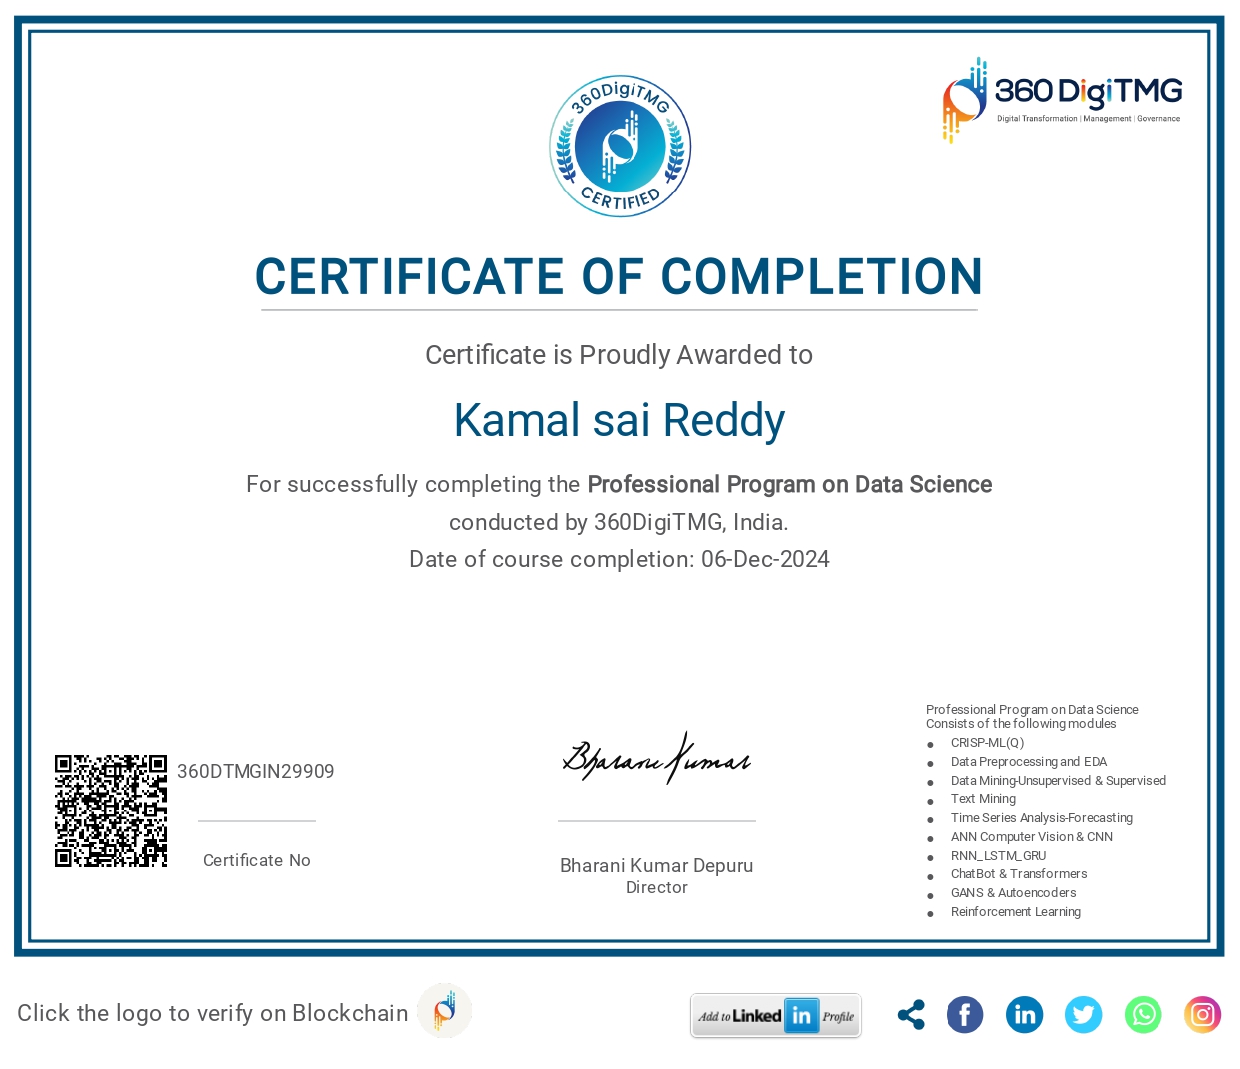 360DigiTMG
CERTIFIED
360DigiTMG
Digital Transformation | Management | Governance
CERTIFICATE OF COMPLETION
Certificate is Proudly Awarded to
Kamal sai Reddy
For successfully completing the Professional Program on Data Science
conducted by 360DigiTMG, India.
Date of course completion: 06-Dec-2024
360DTMGIN29909
Certificate No
Bharani Kumar
Bharani Kumar Depuru
Director
Professional Program on Data Science
Consists of the following modules
● CRISP-ML(Q)
● Data Preprocessing and EDA
● Data Mining-Unsupervised & Supervised
● Text Mining
● Time Series Analysis-Forecasting
● ANN Computer Vision & CNN
● RNN_LSTM_GRU
● ChatBot & Transformers
● GANS & Autoencoders
● Reinforcement Learning
Click the logo to verify on Blockchain
Add to Linked in Profile